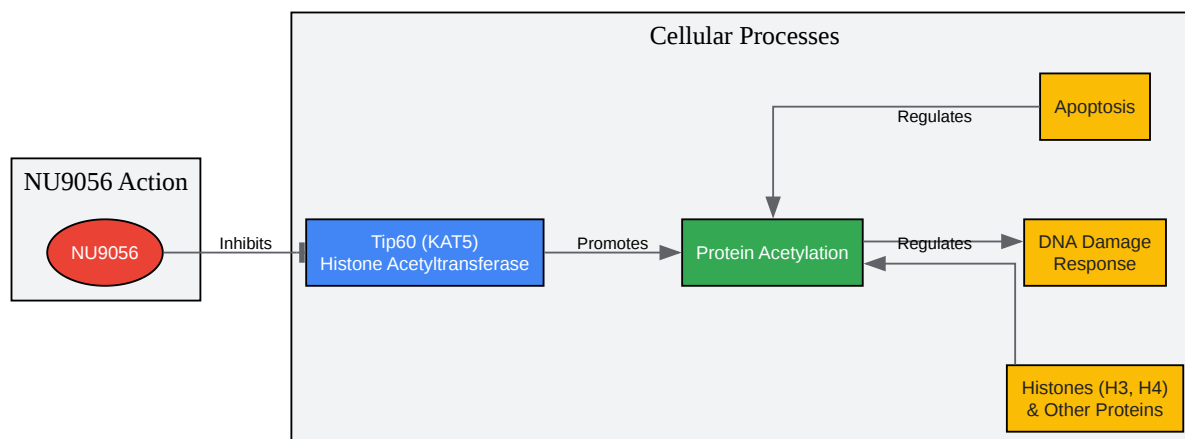 Cellular Processes
Apoptosis
Regulates
NU9056 Action
NU9056
Inhibits
Tip60 (KAT5)
Histone Acetyltransferase
Promotes
Protein Acetylation
Regulates
DNA Damage
Response
Histones (H3, H4)
& Other Proteins